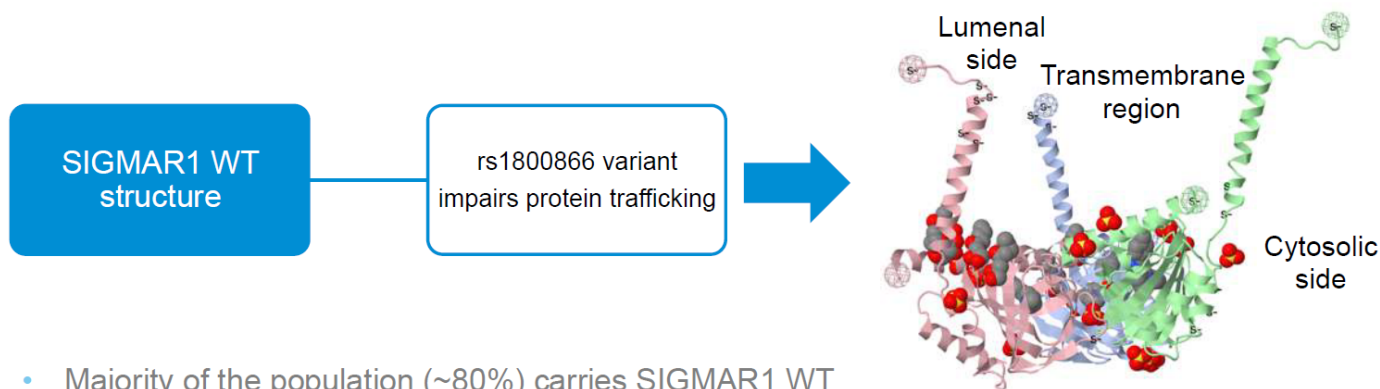 SIGMAR1 WT
structure
rs1800866 variant
impairs protein trafficking
Lumenal
side
Transmembrane
region
Cytosolic
side
• Majority of the population (~80%) carries SIGMAR1 WT